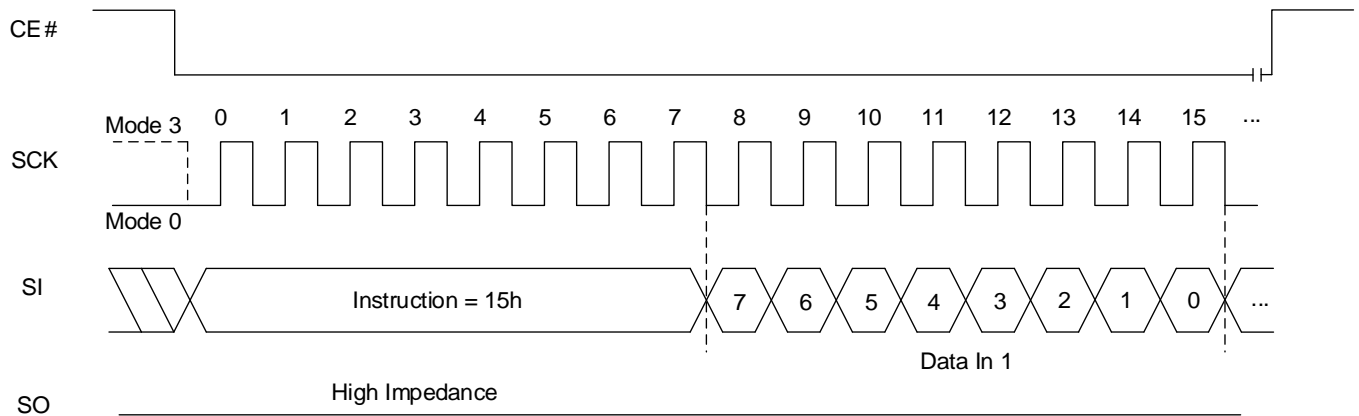 CE#
Mode 3 0 1 2 3 4 5 6 7 8 9 10 11 12 13 14 15 ...
SCK
Mode 0
SI Instruction = 15h 7 6 5 4 3 2 1 0 ...
Data In 1
High Impedance
SO